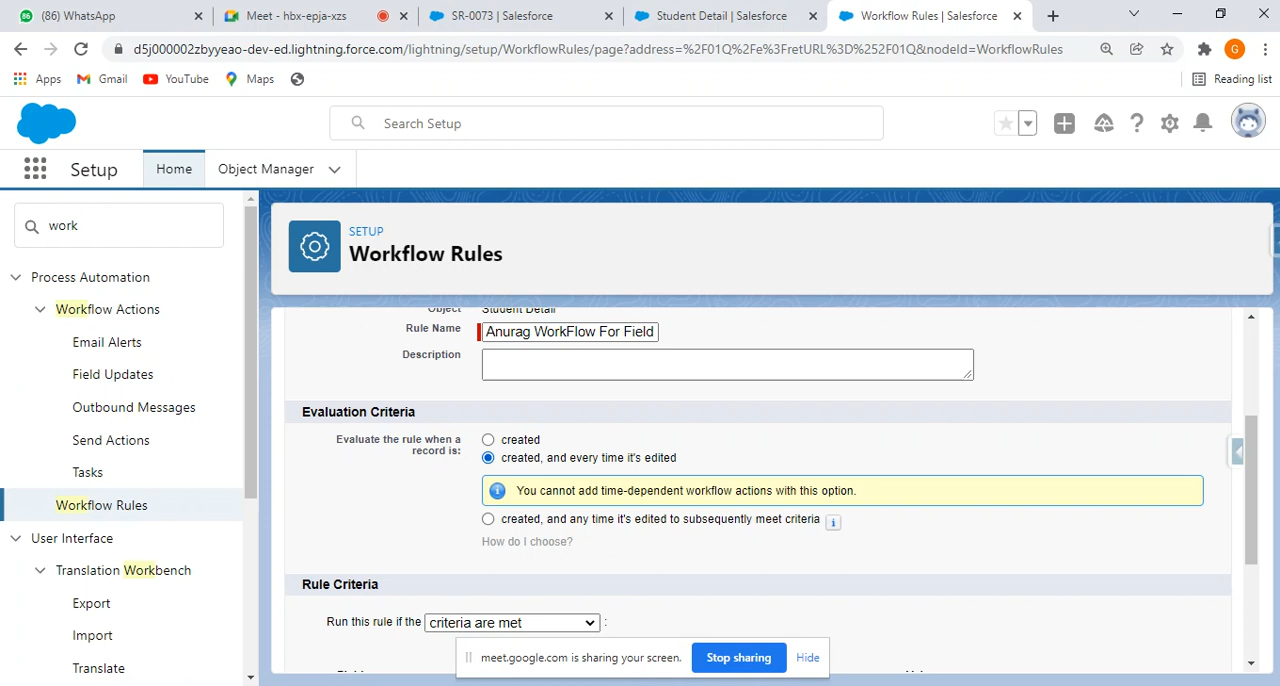 (86) WhatsApp
Meet - hbx-epja-xzs
SR-0073 | Salesforce
Student Detail | Salesforce
Workflow Rules | Salesforce
d5j000002zbyyeao-dev-ed.lightning.force.com/lightning/setup/WorkflowRules/page?address=%2F01Q%2Fe%3FretURL%3D%252F01Q&nodeId=WorkflowRules
G
Apps
Gmail
YouTube
Maps
Reading list
Search Setup
Setup
Home
Object Manager
work
Process Automation
Workflow Actions
Email Alerts
Field Updates
Outbound Messages
Send Actions
Tasks
Workflow Rules
User Interface
Translation Workbench
Export
Import
Translate
SETUP
Workflow Rules
Object Student Detail
Rule Name Anurag WorkFlow For Field
Description
Evaluation Criteria
Evaluate the rule when a
record is:
created
created, and every time it's edited
You cannot add time-dependent workflow actions with this option.
created, and any time it's edited to subsequently meet criteria
How do I choose?
Rule Criteria
Run this rule if the criteria are met :
meet.google.com is sharing your screen.
Stop sharing
Hide